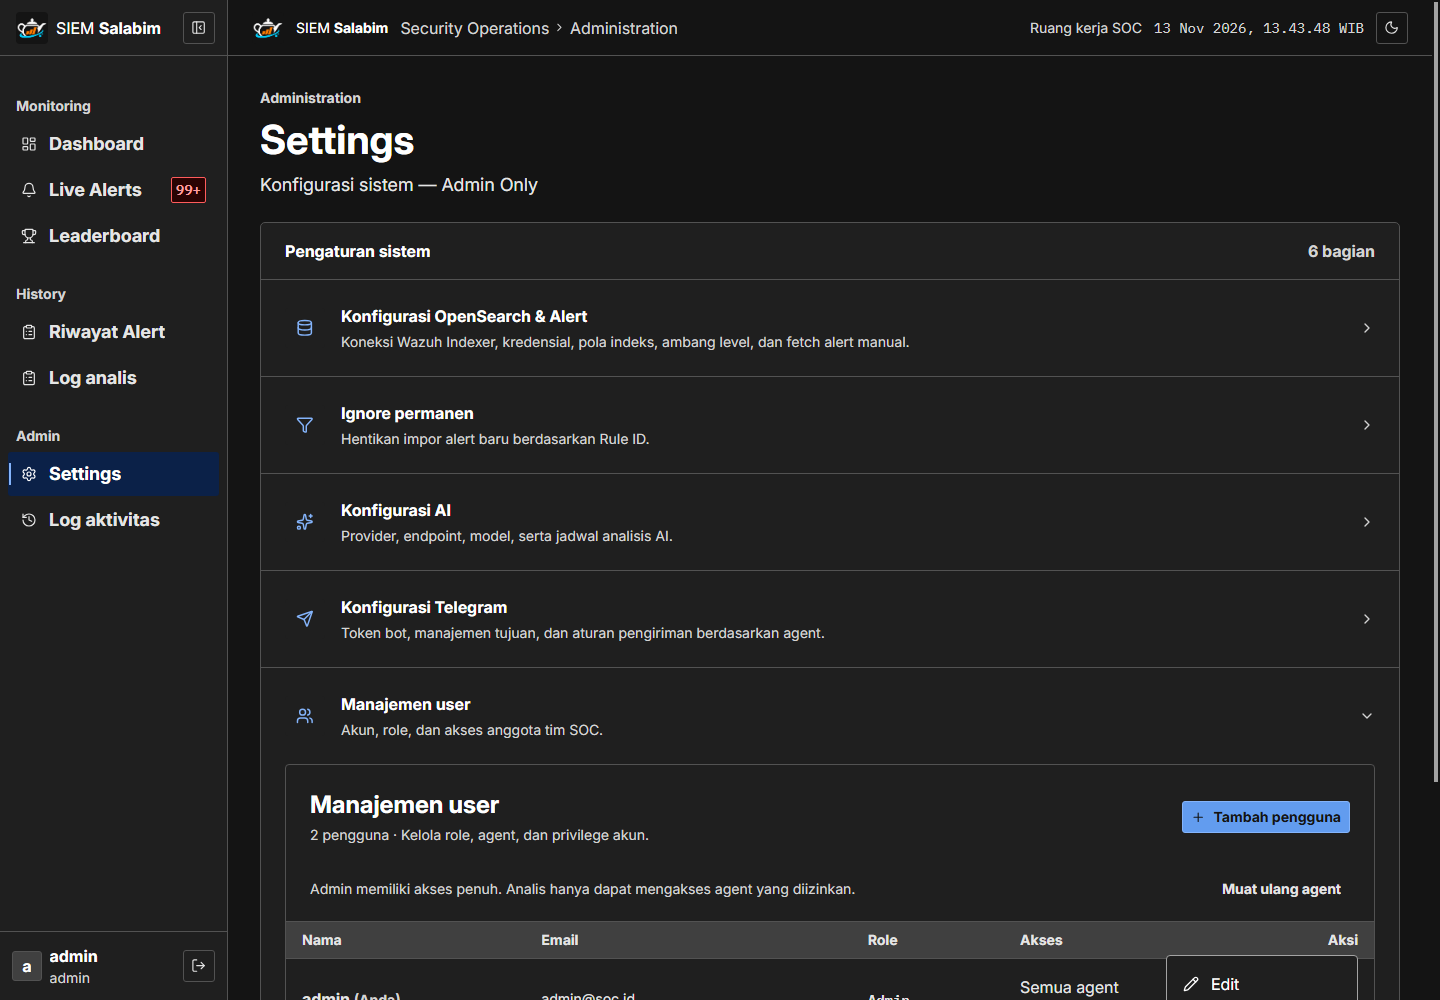 SIEM Salabim
SIEM Salabim Security Operations › Administration
Ruang kerja SOC 13 Nov 2026, 13.43.48 WIB
Monitoring
Dashboard
Live Alerts 99+
Leaderboard
History
Riwayat Alert
Log analis
Admin
Settings
Log aktivitas
a admin
admin
Administration
Settings
Konfigurasi sistem — Admin Only
Pengaturan sistem 6 bagian
Konfigurasi OpenSearch & Alert
Koneksi Wazuh Indexer, kredensial, pola indeks, ambang level, dan fetch alert manual.
Ignore permanen
Hentikan impor alert baru berdasarkan Rule ID.
Konfigurasi AI
Provider, endpoint, model, serta jadwal analisis AI.
Konfigurasi Telegram
Token bot, manajemen tujuan, dan aturan pengiriman berdasarkan agent.
Manajemen user
Akun, role, dan akses anggota tim SOC.
Manajemen user
2 pengguna · Kelola role, agent, dan privilege akun.
+ Tambah pengguna
Admin memiliki akses penuh. Analis hanya dapat mengakses agent yang diizinkan.
Muat ulang agent
Nama Email Role Akses Aksi
admin (Anda) admin@soc.id Admin Semua agent
Edit